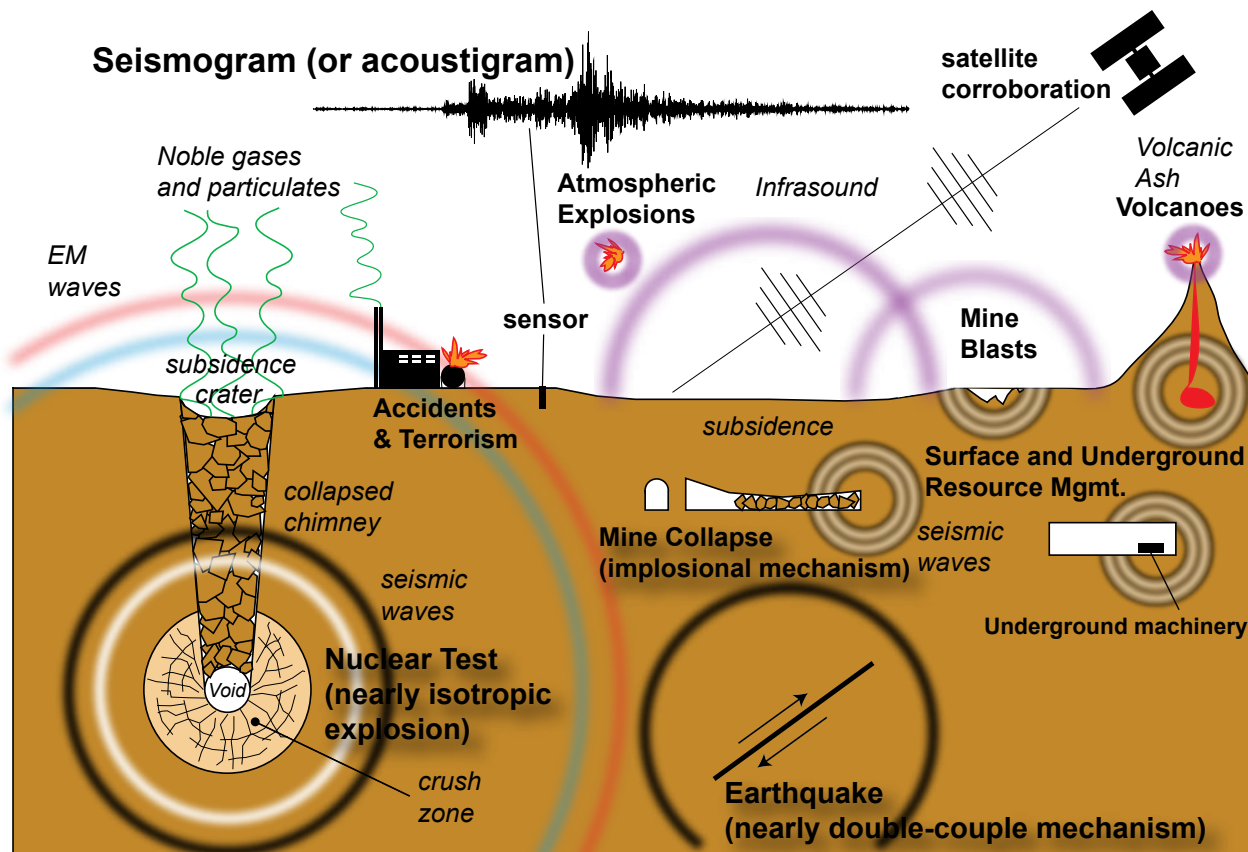 Seismogram (or acoustigram)
satellite
corroboration
Noble gases
and particulates
Atmospheric
Explosions
Infrasound
Volcanic
Ash
Volcanoes
EM
waves
sensor
Mine
Blasts
subsidence
crater
Accidents
& Terrorism
subsidence
Surface and Underground
Resource Mgmt.
collapsed
chimney
Mine Collapse
(implosional mechanism)
seismic
waves
seismic
waves
Underground machinery
Nuclear Test
(nearly isotropic
explosion)
Void
crush
zone
Earthquake
(nearly double-couple mechanism)